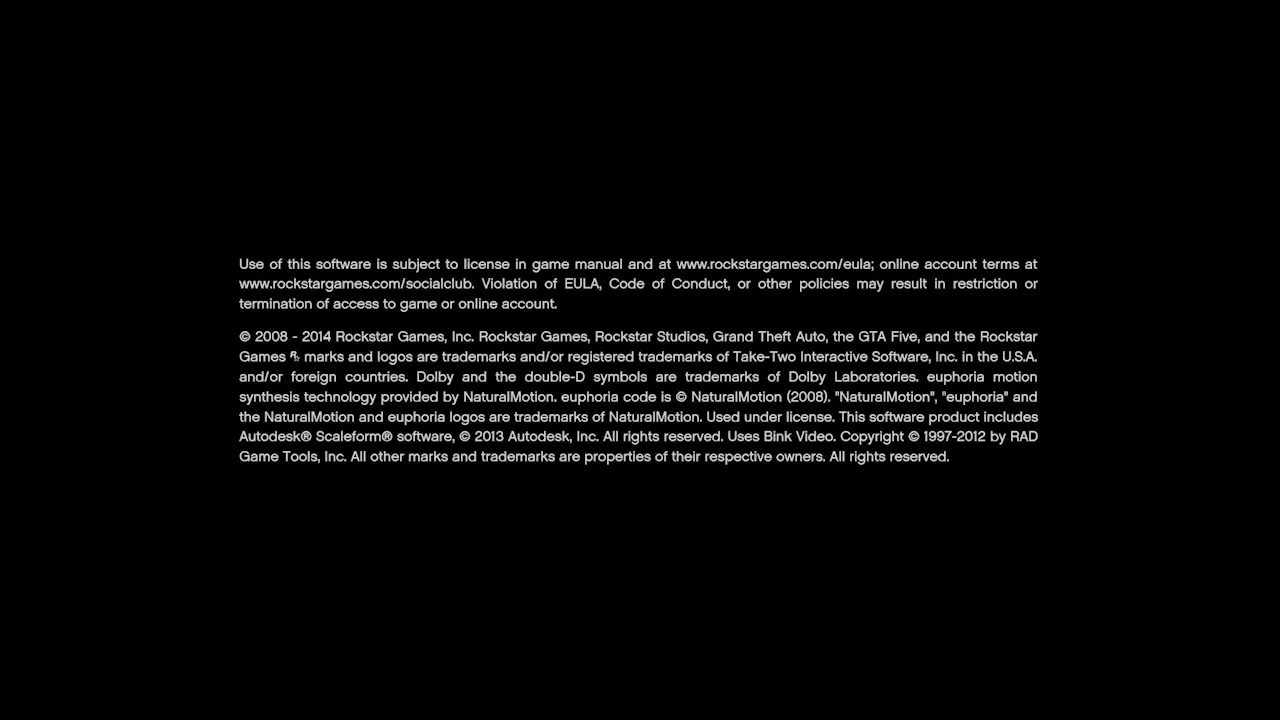 Use of this software is subject to license in game manual and at www.rockstargames.com/eula; online account terms at
www.rockstargames.com/socialclub. Violation of EULA, Code of Conduct, or other policies may result in restriction or
termination of access to game or online account.
© 2008 - 2014 Rockstar Games, Inc. Rockstar Games, Rockstar Studios, Grand Theft Auto, the GTA Five, and the Rockstar
Games R* marks and logos are trademarks and/or registered trademarks of Take-Two Interactive Software, Inc. in the U.S.A.
and/or foreign countries. Dolby and the double-D symbols are trademarks of Dolby Laboratories. euphoria motion
synthesis technology provided by NaturalMotion. euphoria code is © NaturalMotion (2008). "NaturalMotion", "euphoria" and
the NaturalMotion and euphoria logos are trademarks of NaturalMotion. Used under license. This software product includes
Autodesk® Scaleform® software, © 2013 Autodesk, Inc. All rights reserved. Uses Bink Video. Copyright © 1997-2012 by RAD
Game Tools, Inc. All other marks and trademarks are properties of their respective owners. All rights reserved.